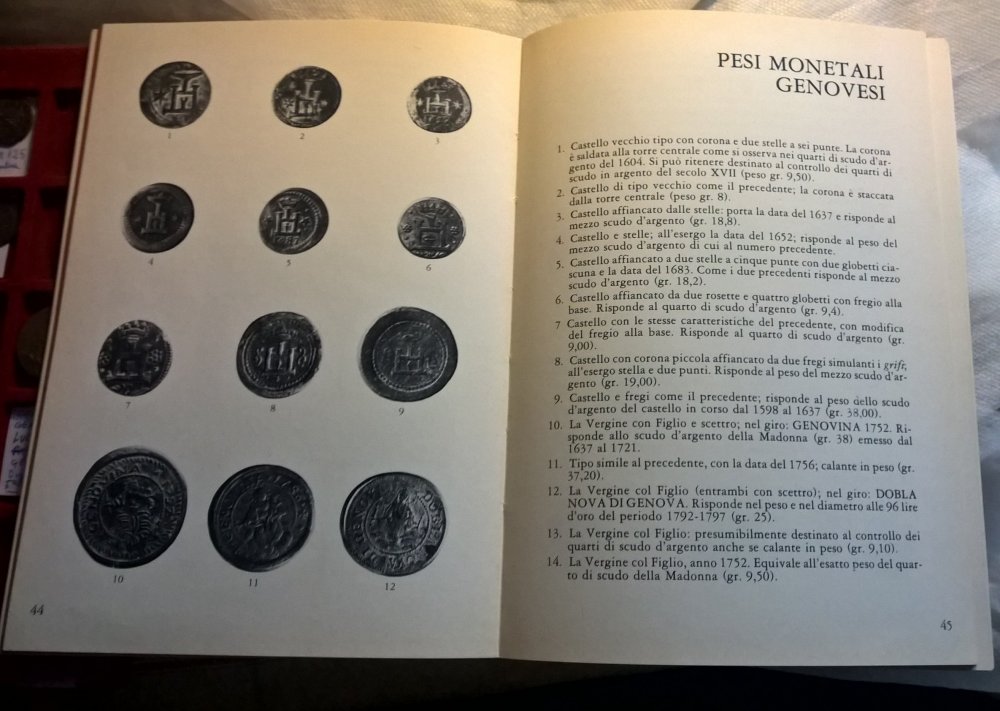 1
2
3
4
5
6
7
8
9
10
11
12
44
PESI MONETALI
GENOVESI
1. Castello vecchio tipo con corona e due stelle a sei punte. La corona
è saldata alla torre centrale come si osserva nei quarti di scudo d'ar-
gento del 1604. Si può ritenere destinato al controllo dei quarti di
scudo in argento del secolo XVII (peso gr. 9,50).
2. Castello di tipo vecchio come il precedente; la corona è staccata
dalla torre centrale (peso gr. 8).
3. Castello affiancato dalle stelle: porta la data del 1637 e risponde al
mezzo scudo d'argento (gr. 18,8).
4. Castello e stelle; all'esergo la data del 1652; risponde al peso del
mezzo scudo d'argento di cui al numero precedente.
5. Castello affiancato a due stelle a cinque punte con due globetti cia-
scuna e la data del 1683. Come i due precedenti risponde al mezzo
scudo d'argento (gr. 18,2).
6. Castello affiancato da due rosette e quattro globetti con fregio alla
base. Risponde al quarto di scudo d'argento (gr. 9,4).
7 Castello con le stesse caratteristiche del precedente, con modifica
del fregio alla base. Risponde al quarto di scudo d'argento (gr.
9,00).
8. Castello con corona piccola affiancato da due fregi simulanti i grift,
all'esergo stella e due punti. Risponde al peso del mezzo scudo d'ar-
gento (gr. 19,00).
9. Castello e fregi come il precedente; risponde al peso dello scudo
d'argento del castello in corso dal 1598 al 1637 (gr. 38,00).
10. La Vergine con Figlio e scettro; nel giro: GENOVINA 1752. Ri-
sponde allo scudo d'argento della Madonna (gr. 38) emesso dal
1637 al 1721.
11. Tipo simile al precedente, con la data del 1756; calante in peso (gr.
37,20).
12. La Vergine col Figlio (entrambi con scettro); nel giro: DOBLA
NOVA DI GENOVA. Risponde nel peso e nel diametro alle 96 lire
d'oro del periodo 1792-1797 (gr. 25).
13. La Vergine col Figlio: presumibilmente destinato al controllo dei
quarti di scudo d'argento anche se calante in peso (gr. 9,10).
14. La Vergine col Figlio, anno 1752. Equivale all'esatto peso del quar-
to di scudo della Madonna (gr. 9,50).
45